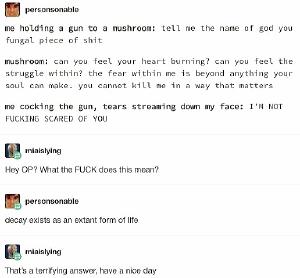 personsonable
me holding a gun to a mushroom: tell me the name of god you
fungal piece of shit
mushroom: can you feel your heart burning? can you feel the
struggle within? the fear within me is beyond anything your
soul can make. you cannot kill me in a way that matters
me cocking the gun, tears streaming down my face: I'M NOT
FUCKING SCARED OF YOU
miaislying
Hey OP? What the FUCK does this mean?
personsonable
decay exists as an extant form of life
miaislying
That's a terrifying answer, have a nice day